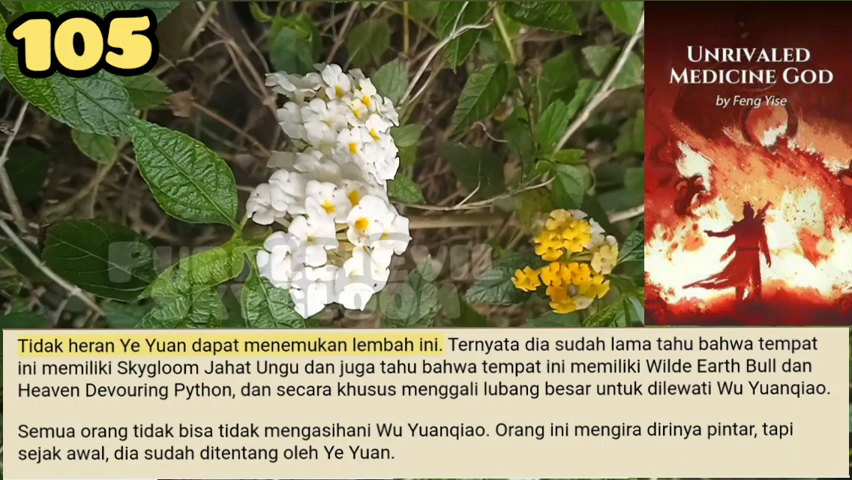 105
UNRIVALED
MEDICINE GOD
by Feng Yise
PURPLE EVIL
SKYGLOOM
Tidak heran Ye Yuan dapat menemukan lembah ini. Ternyata dia sudah lama tahu bahwa tempat
ini memiliki Skygloom Jahat Ungu dan juga tahu bahwa tempat ini memiliki Wilde Earth Bull dan
Heaven Devouring Python, dan secara khusus menggali lubang besar untuk dilewati Wu Yuanqiao.
Semua orang tidak bisa tidak mengasihani Wu Yuanqiao. Orang ini mengira dirinya pintar, tapi
sejak awal, dia sudah ditentang oleh Ye Yuan.